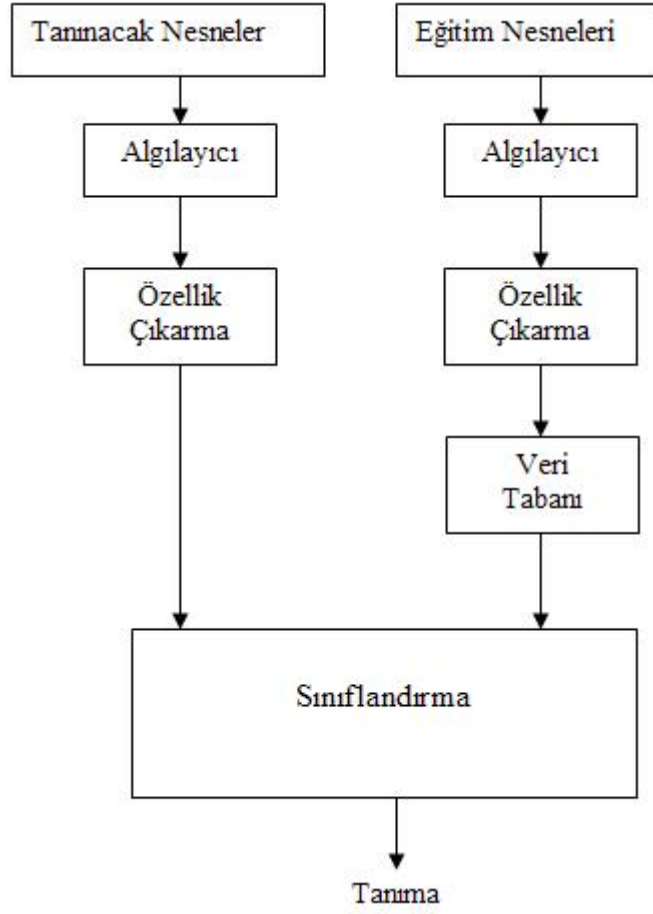 Tanınacak Nesneler
Eğitim Nesneleri
Algılayıcı
Algılayıcı
Özellik
Çıkarma
Özellik
Çıkarma
Veri
Tabanı
Sınıflandırma
Tanıma